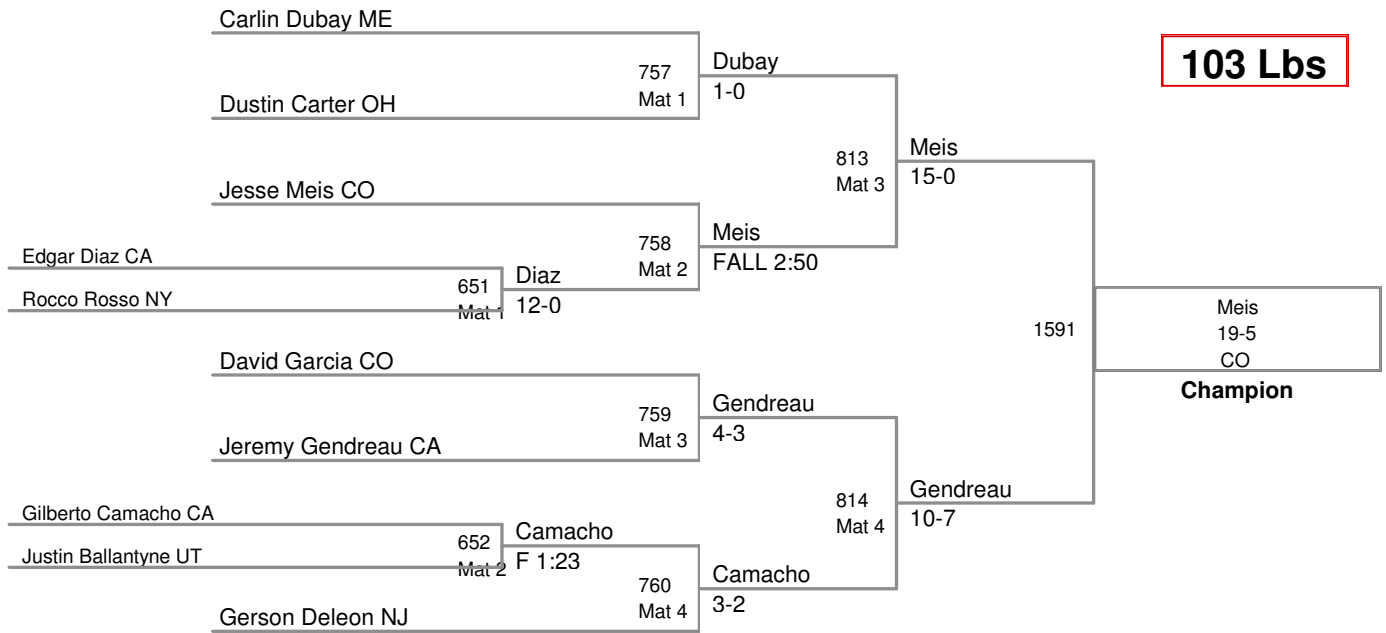 Carlin Dubay ME
103 Lbs
757
Mat 1
Dubay
1-0
Dustin Carter OH
813
Mat 3
Meis
15-0
Jesse Meis CO
758
Mat 2
Meis
FALL 2:50
Edgar Diaz CA
651
Mat 1
Diaz
12-0
Rocco Rosso NY
1591
Meis
19-5
CO
Champion
David Garcia CO
759
Mat 3
Gendreau
4-3
Jeremy Gendreau CA
814
Mat 4
Gendreau
10-7
Gilberto Camacho CA
652
Mat 2
Camacho
F 1:23
Justin Ballantyne UT
760
Mat 4
Camacho
3-2
Gerson Deleon NJ